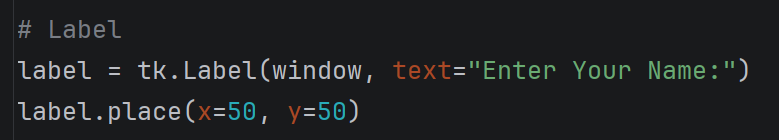 # Label
label = tk.Label(window, text="Enter Your Name:")
label.place(x=50, y=50)